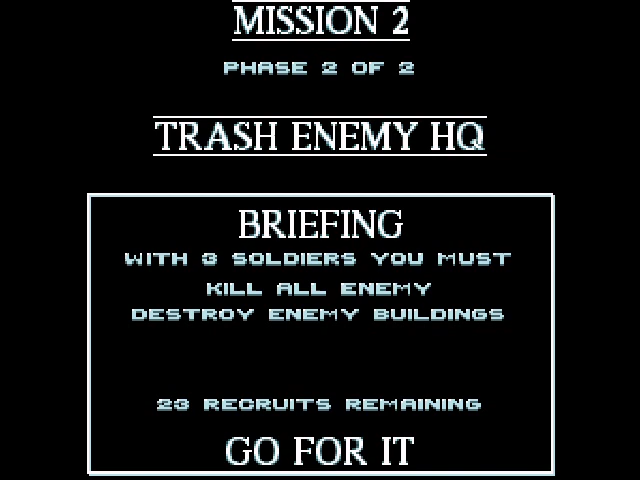 MISSION 2
PHASE 2 OF 2
TRASH ENEMY HQ
BRIEFING
WITH 3 SOLDIERS YOU MUST
KILL ALL ENEMY
DESTROY ENEMY BUILDINGS
23 RECRUITS REMAINING
GO FOR IT